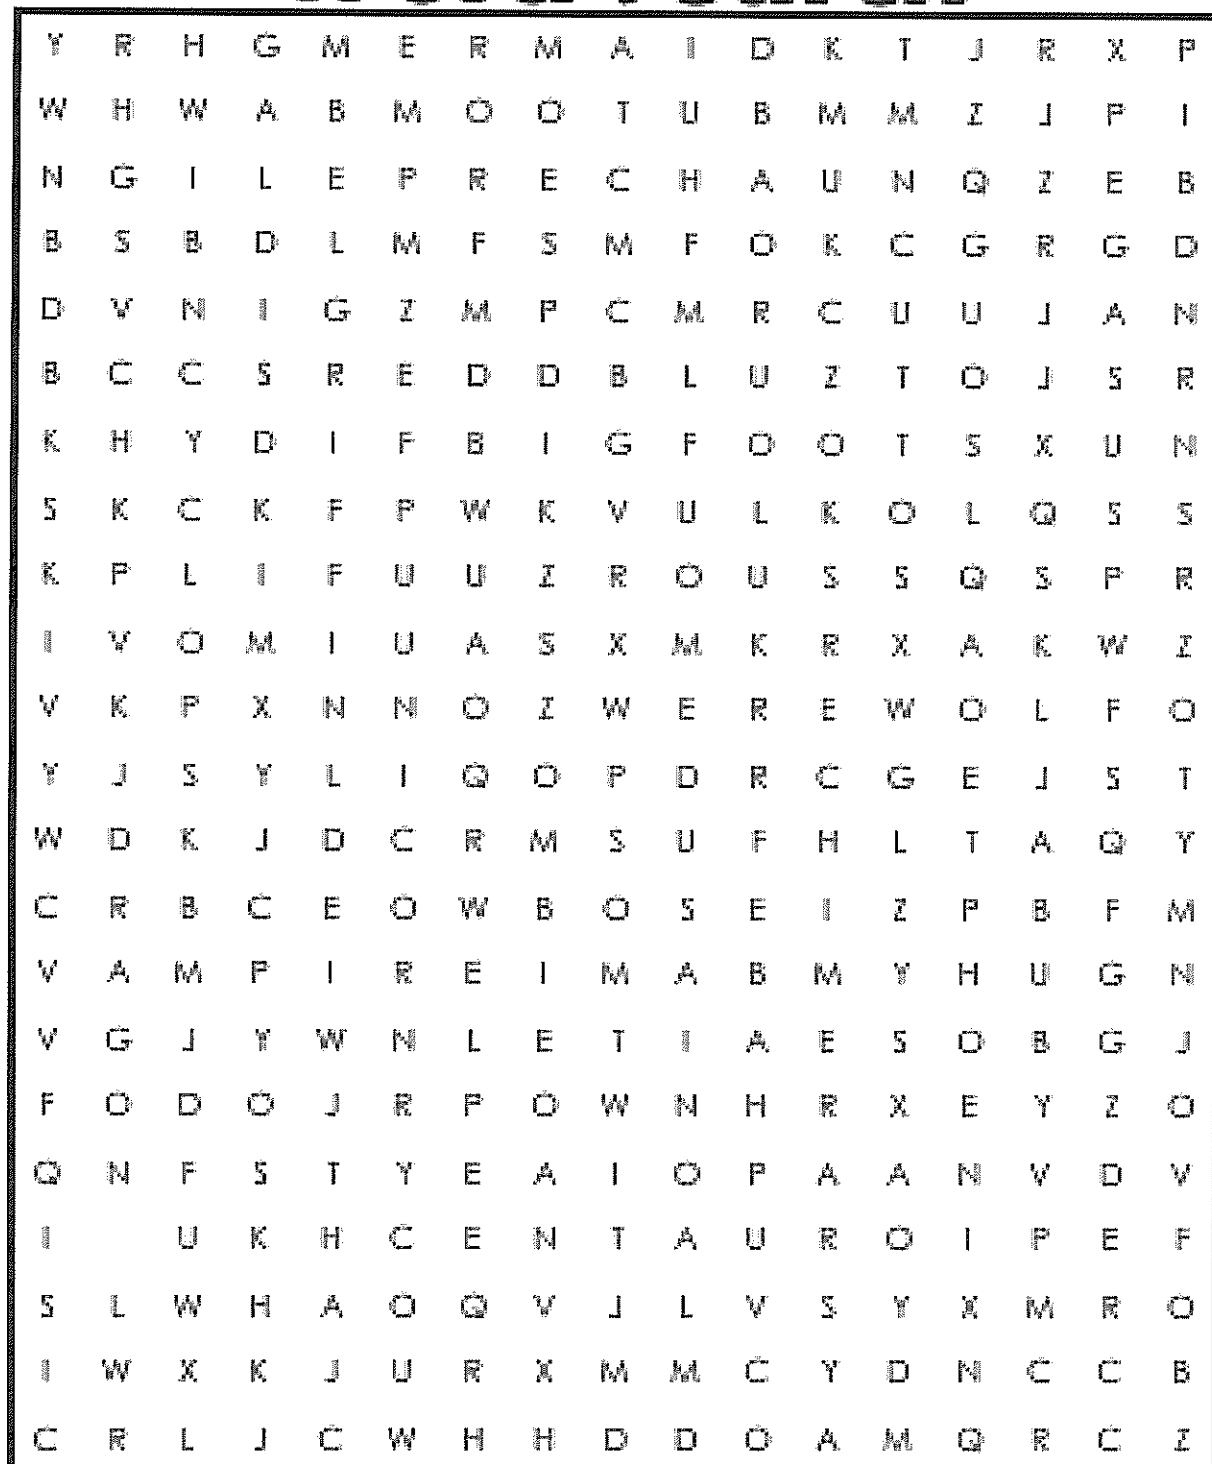 Y R H G M E R M A I D K T J R X P
W H W A B M O O T U B M M Z J P I
N G I L E P R E C H A U N Q Z E B
B S B D L M F S M F O K C G R G D
D V N I G Z M P C M R C U U J A N
B C C S R E D D B L U Z T O J S R
K H Y D I F B I G F O O T S X U N
S K C K F P W K V U L K O L Q S S
K P L I F U U Z R O U S S Q S P R
I V O M I U A S X M K R X A K W Z
V K P X N N O Z W E R E W O L F O
Y J S Y L I Q O P D R C G E J S T
W D K J D C R M S U F H L T A Q Y
C R B C E O W B O S E I Z P B F M
V A M P I R E I M A B M Y H U G N
V G J Y W N L E T I A E S O B G J
F O D O J R P O W N H R X E Y Z O
Q N F S T Y E A I O P A A N V D V
I U K H C E N T A U R O I P E F
S L W H A O Q V J L V S Y X M R O
I W X K J U R X M M C Y D N C C B
C R L J C W H H D D O A M Q R C Z